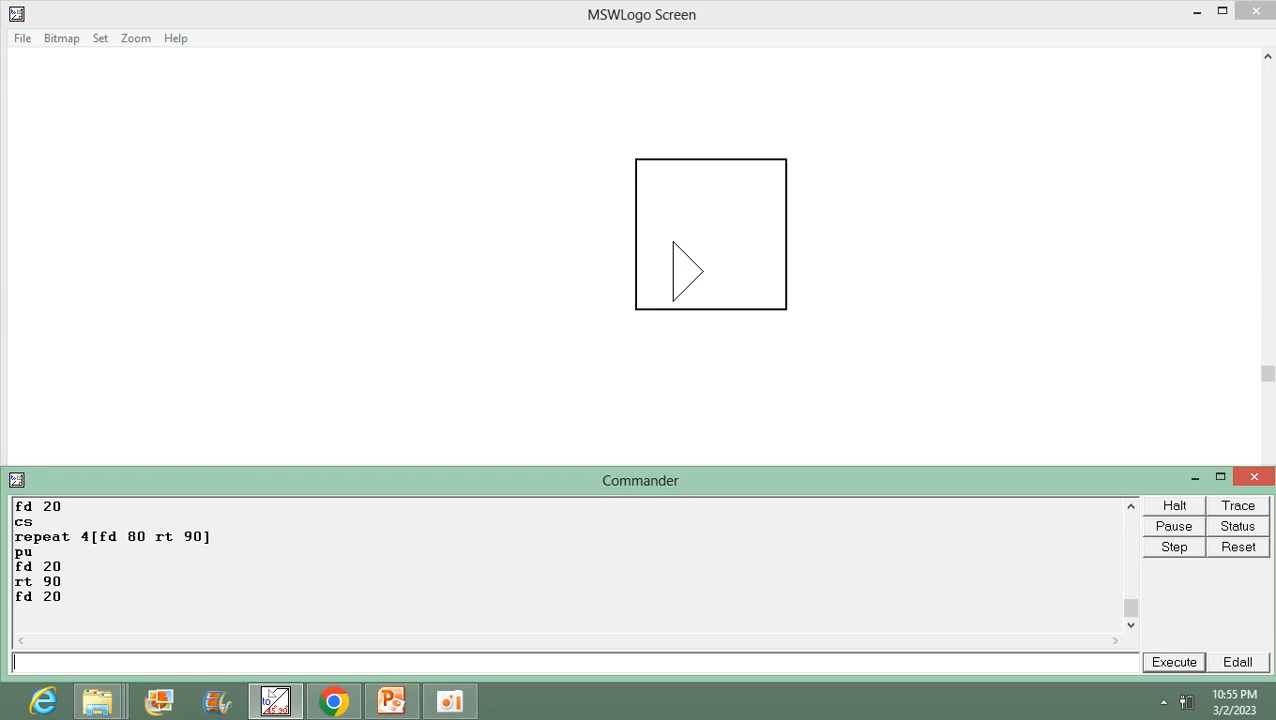 MSWLogo Screen
File Bitmap Set Zoom Help
Commander
fd 20
cs
repeat 4[fd 80 rt 90]
pu
fd 20
rt 90
fd 20
Halt Trace
Pause Status
Step Reset
Execute Edall
10:55 PM
3/2/2023